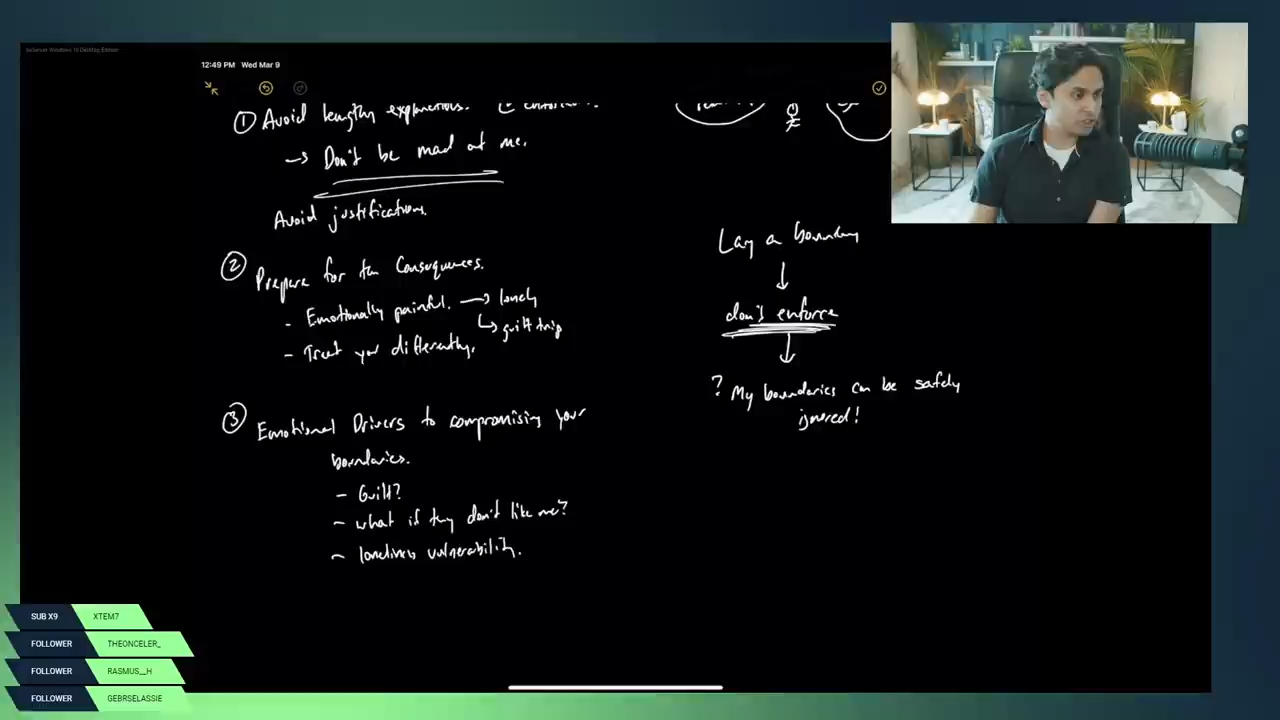 12:49 PM Wed Mar 9
① Avoid lengthy explanations.
→ Don't be mad at me.
Avoid justifications.
② Prepare for the Consequences.
- Emotionally painful. → lonely
↳ guilt trip
- Treat you differently.
③ Emotional Drivers to compromising your
boundaries.
- Guilt?
- what if they don't like me?
- loneliness vulnerability.
Lay a boundary
↓
don't enforce
↓
? My boundaries can be safely
ignored!
SUB X9 XTEM7
FOLLOWER THEONCELER_
FOLLOWER RASMUS__H
FOLLOWER GEBRSELASSIE